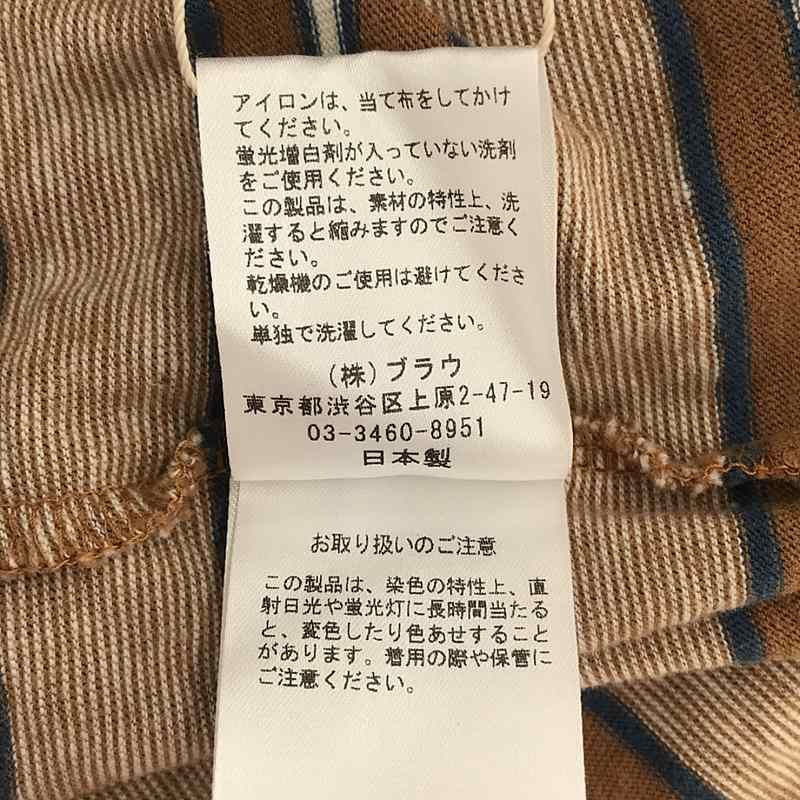 アイロンは、当て布をしてかけ
てください。
蛍光増白剤が入っていない洗剤
をご使用ください。
この製品は、素材の特性上、洗
濯すると縮みますのでご注意く
ださい。
乾燥機のご使用は避けてくださ
い。
単独で洗濯してください。
(株)ブラウ
東京都渋谷区上原2-47-19
03-3460-8951
日本製
お取り扱いのご注意
この製品は、染色の特性上、直
射日光や蛍光灯に長時間当たる
と、変色したり色あせすること
があります。着用の際や保管に
ご注意ください。